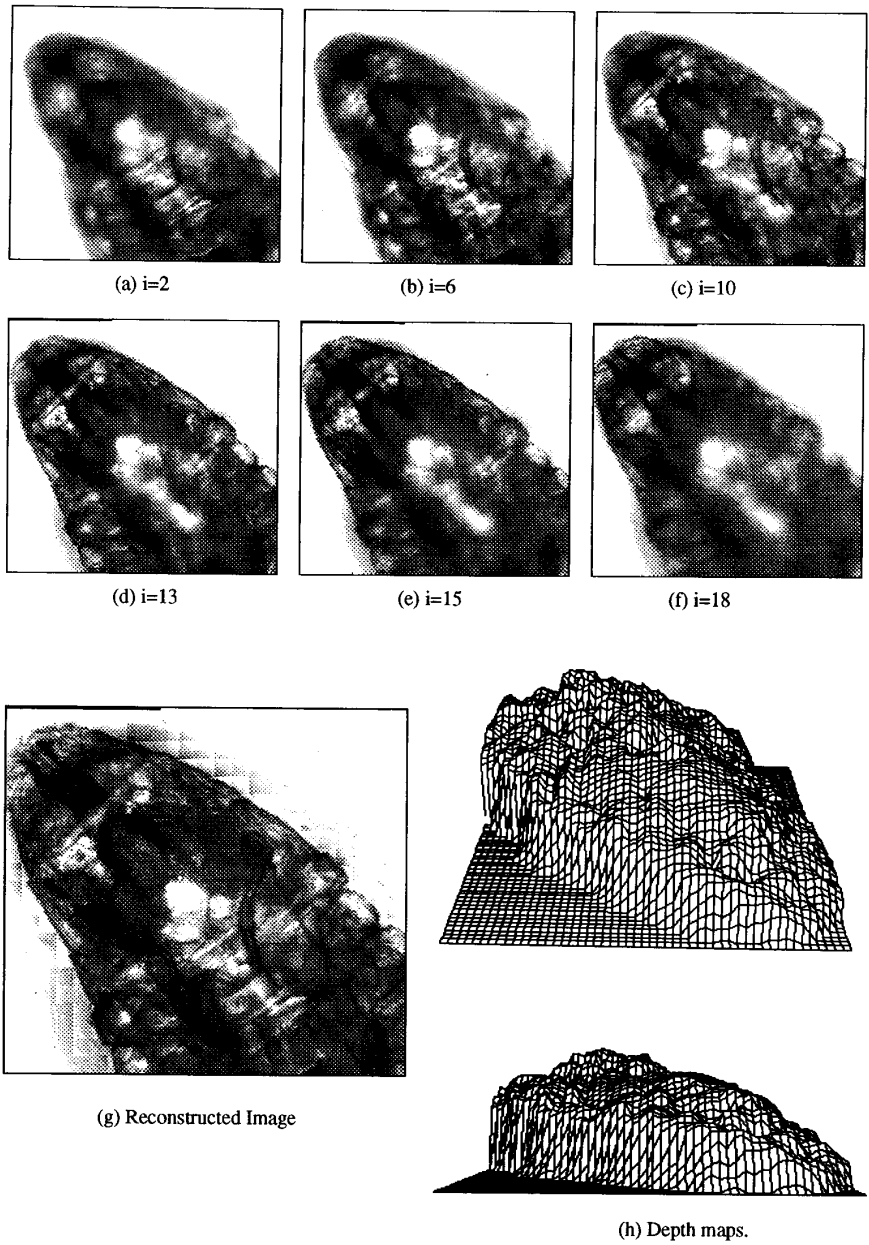 (a) i=2
(b) i=6
(c) i=10
(d) i=13
(e) i=15
(f) i=18
(g) Reconstructed Image
(h) Depth maps.